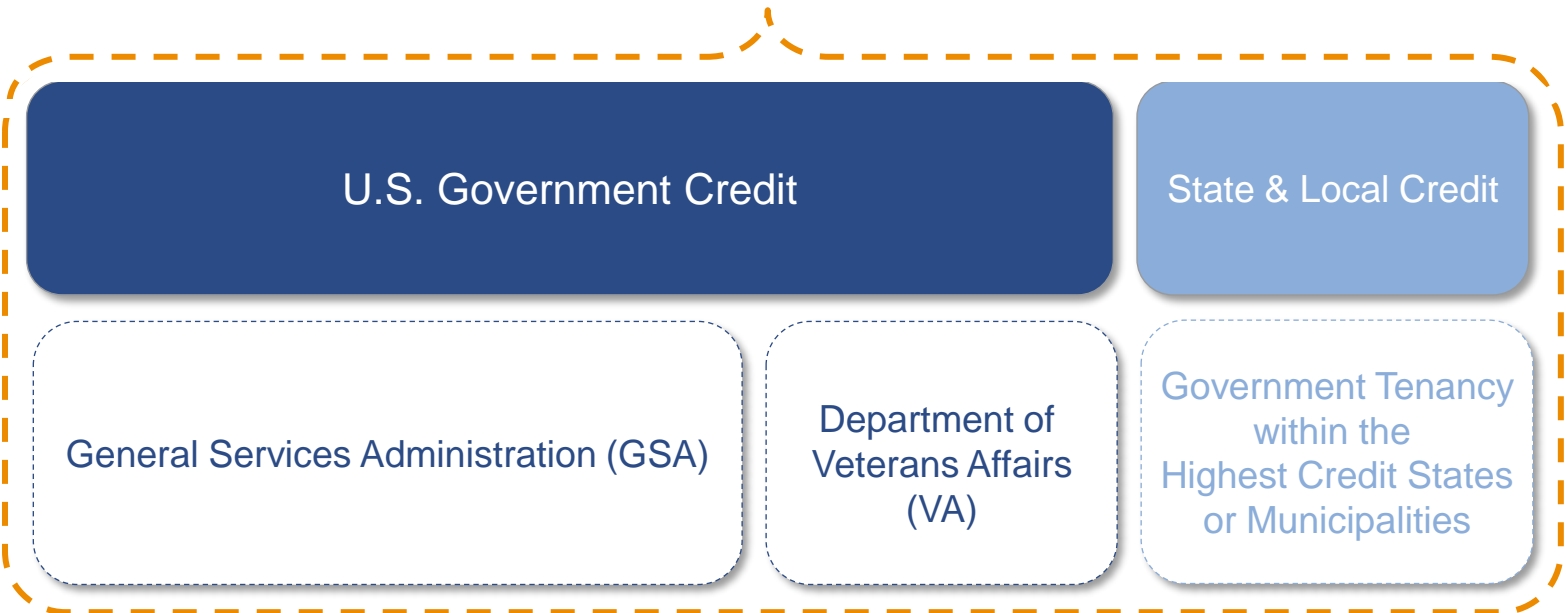 U.S. Government Credit
State & Local Credit
General Services Administration (GSA)
Department of
Veterans Affairs
(VA)
Government Tenancy
within the
Highest Credit States
or Municipalities